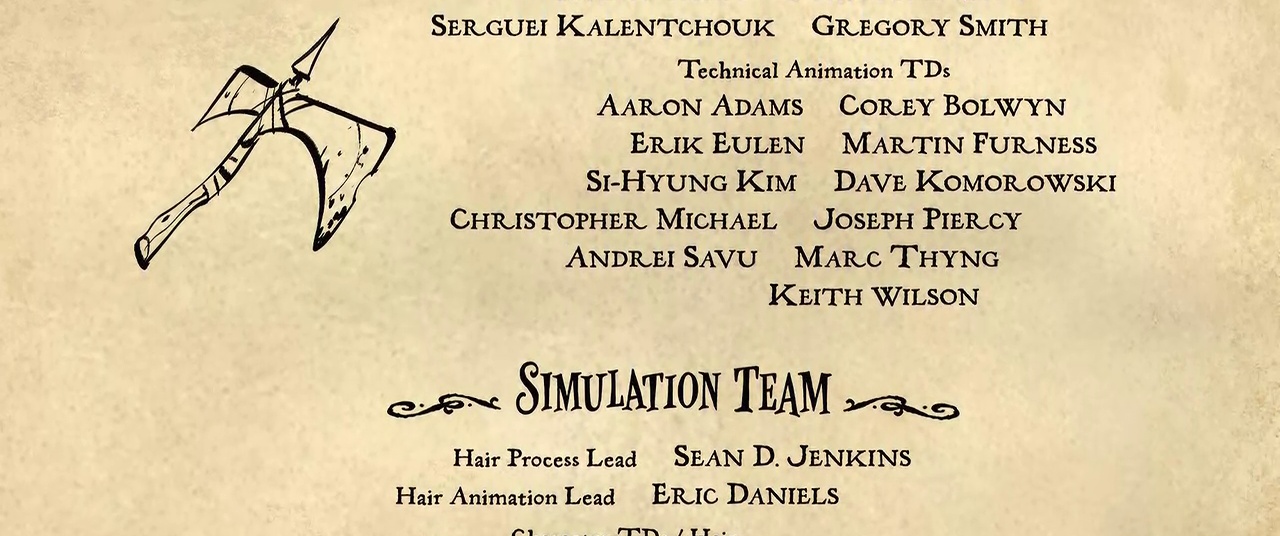 Serguei Kalentchouk Gregory Smith
Technical Animation TDs
Aaron Adams Corey Bolwyn
Erik Eulen Martin Furness
Si-Hyung Kim Dave Komorowski
Christopher Michael Joseph Piercy
Andrei Savu Marc Thyng
Keith Wilson
Simulation Team
Hair Process Lead Sean D. Jenkins
Hair Animation Lead Eric Daniels